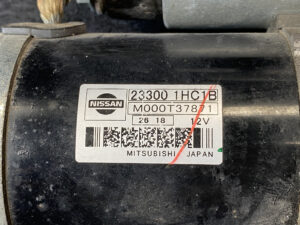 NISSAN
23300 1HC1B
M000T37871
26 18 12V
MITSUBISHI JAPAN